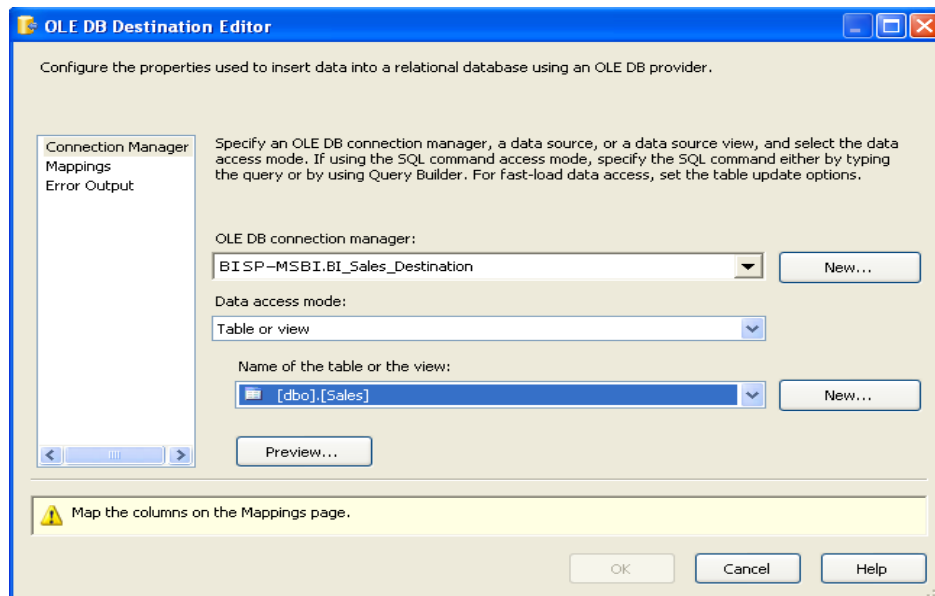 OLE DB Destination Editor
Configure the properties used to insert data into a relational database using an OLE DB provider.
Connection Manager
Mappings
Error Output
Specify an OLE DB connection manager, a data source, or a data source view, and select the data
access mode. If using the SQL command access mode, specify the SQL command either by typing
the query or by using Query Builder. For fast-load data access, set the table update options.
OLE DB connection manager:
BISP-MSBI.BI_Sales_Destination
New...
Data access mode:
Table or view
Name of the table or the view:
[dbo].[Sales]
New...
Preview...
Map the columns on the Mappings page.
OK
Cancel
Help